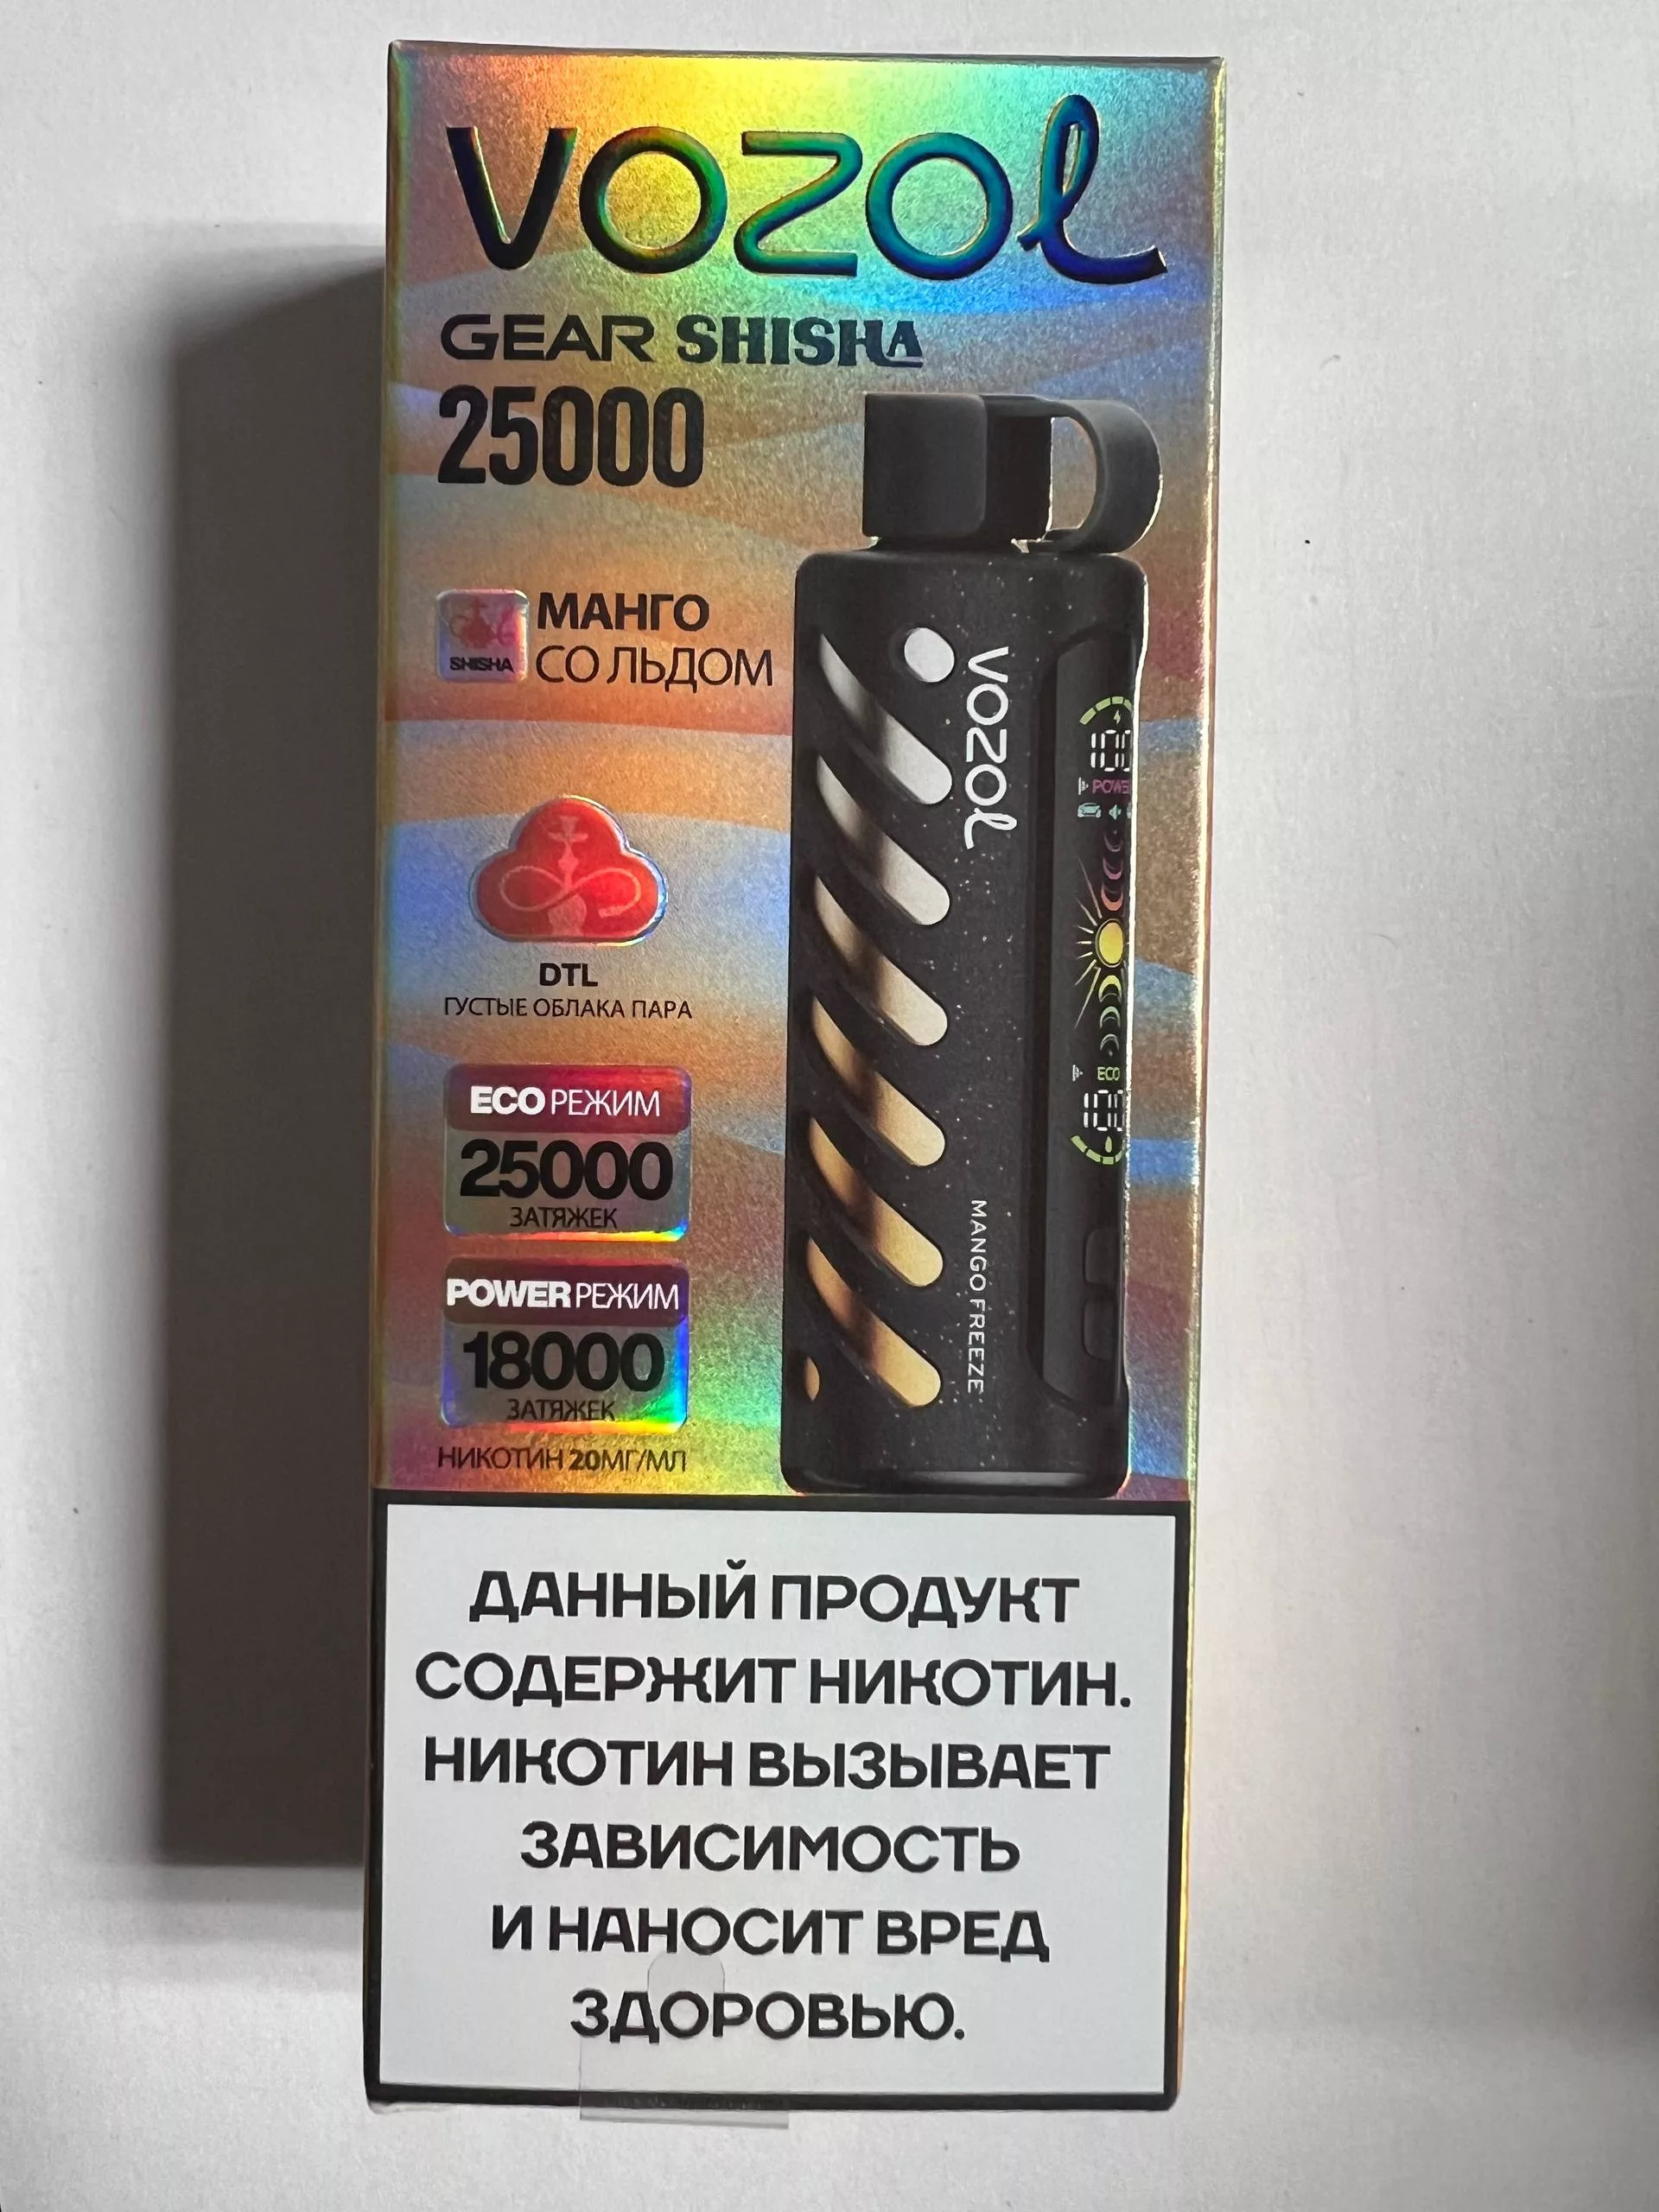 VOZOL
GEAR SHISHA
25000
SHISHA
МАНГО
СО ЛЬДОМ
DTL
ГУСТЫЕ ОБЛАКА ПАРА
ECO РЕЖИМ
25000
ЗАТЯЖЕК
POWER РЕЖИМ
18000
ЗАТЯЖЕК
НИКОТИН 20МГ/МЛ
VOZOL
MANGO FREEZE
100
POWER
ECO
100
ДАННЫЙ ПРОДУКТ
СОДЕРЖИТ НИКОТИН.
НИКОТИН ВЫЗЫВАЕТ
ЗАВИСИМОСТЬ
И НАНОСИТ ВРЕД
ЗДОРОВЬЮ.